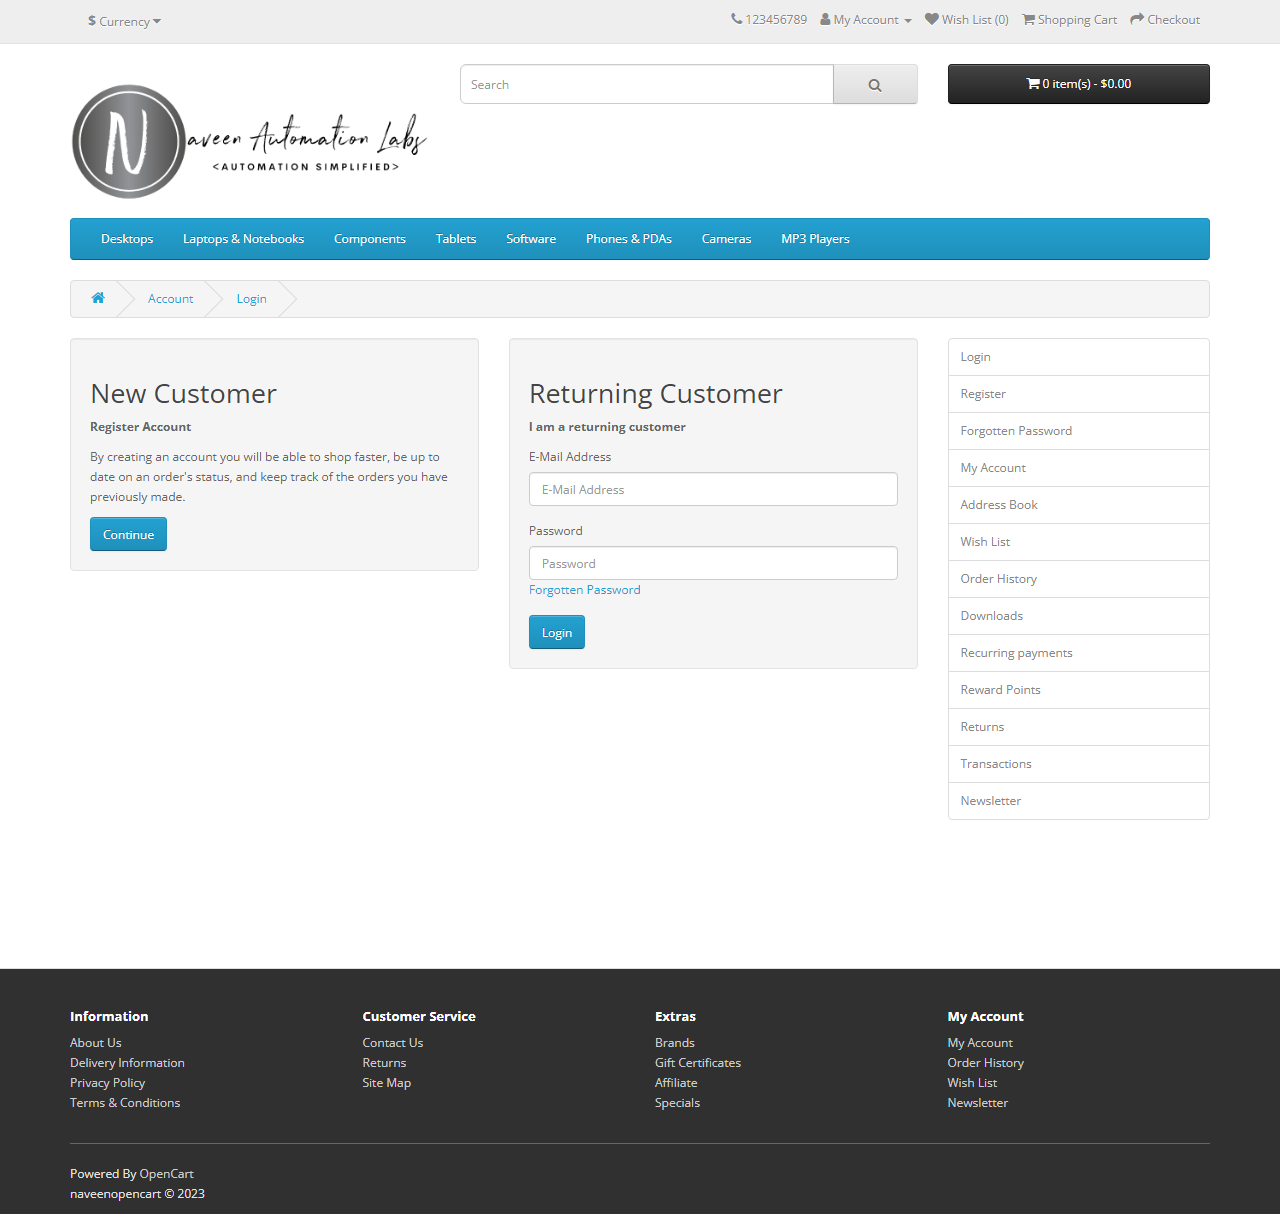 $ Currency
123456789 My Account Wish List (0) Shopping Cart Checkout
Search
0 item(s) - $0.00
N
aveen Automation Labs
<AUTOMATION SIMPLIFIED>
Desktops Laptops & Notebooks Components Tablets Software Phones & PDAs Cameras MP3 Players
Account Login
New Customer
Register Account
By creating an account you will be able to shop faster, be up to
date on an order's status, and keep track of the orders you have
previously made.
Continue
Returning Customer
I am a returning customer
E-Mail Address
E-Mail Address
Password
Password
Forgotten Password
Login
Login
Register
Forgotten Password
My Account
Address Book
Wish List
Order History
Downloads
Recurring payments
Reward Points
Returns
Transactions
Newsletter
Information
About Us
Delivery Information
Privacy Policy
Terms & Conditions
Customer Service
Contact Us
Returns
Site Map
Extras
Brands
Gift Certificates
Affiliate
Specials
My Account
My Account
Order History
Wish List
Newsletter
Powered By OpenCart
naveenopencart © 2023